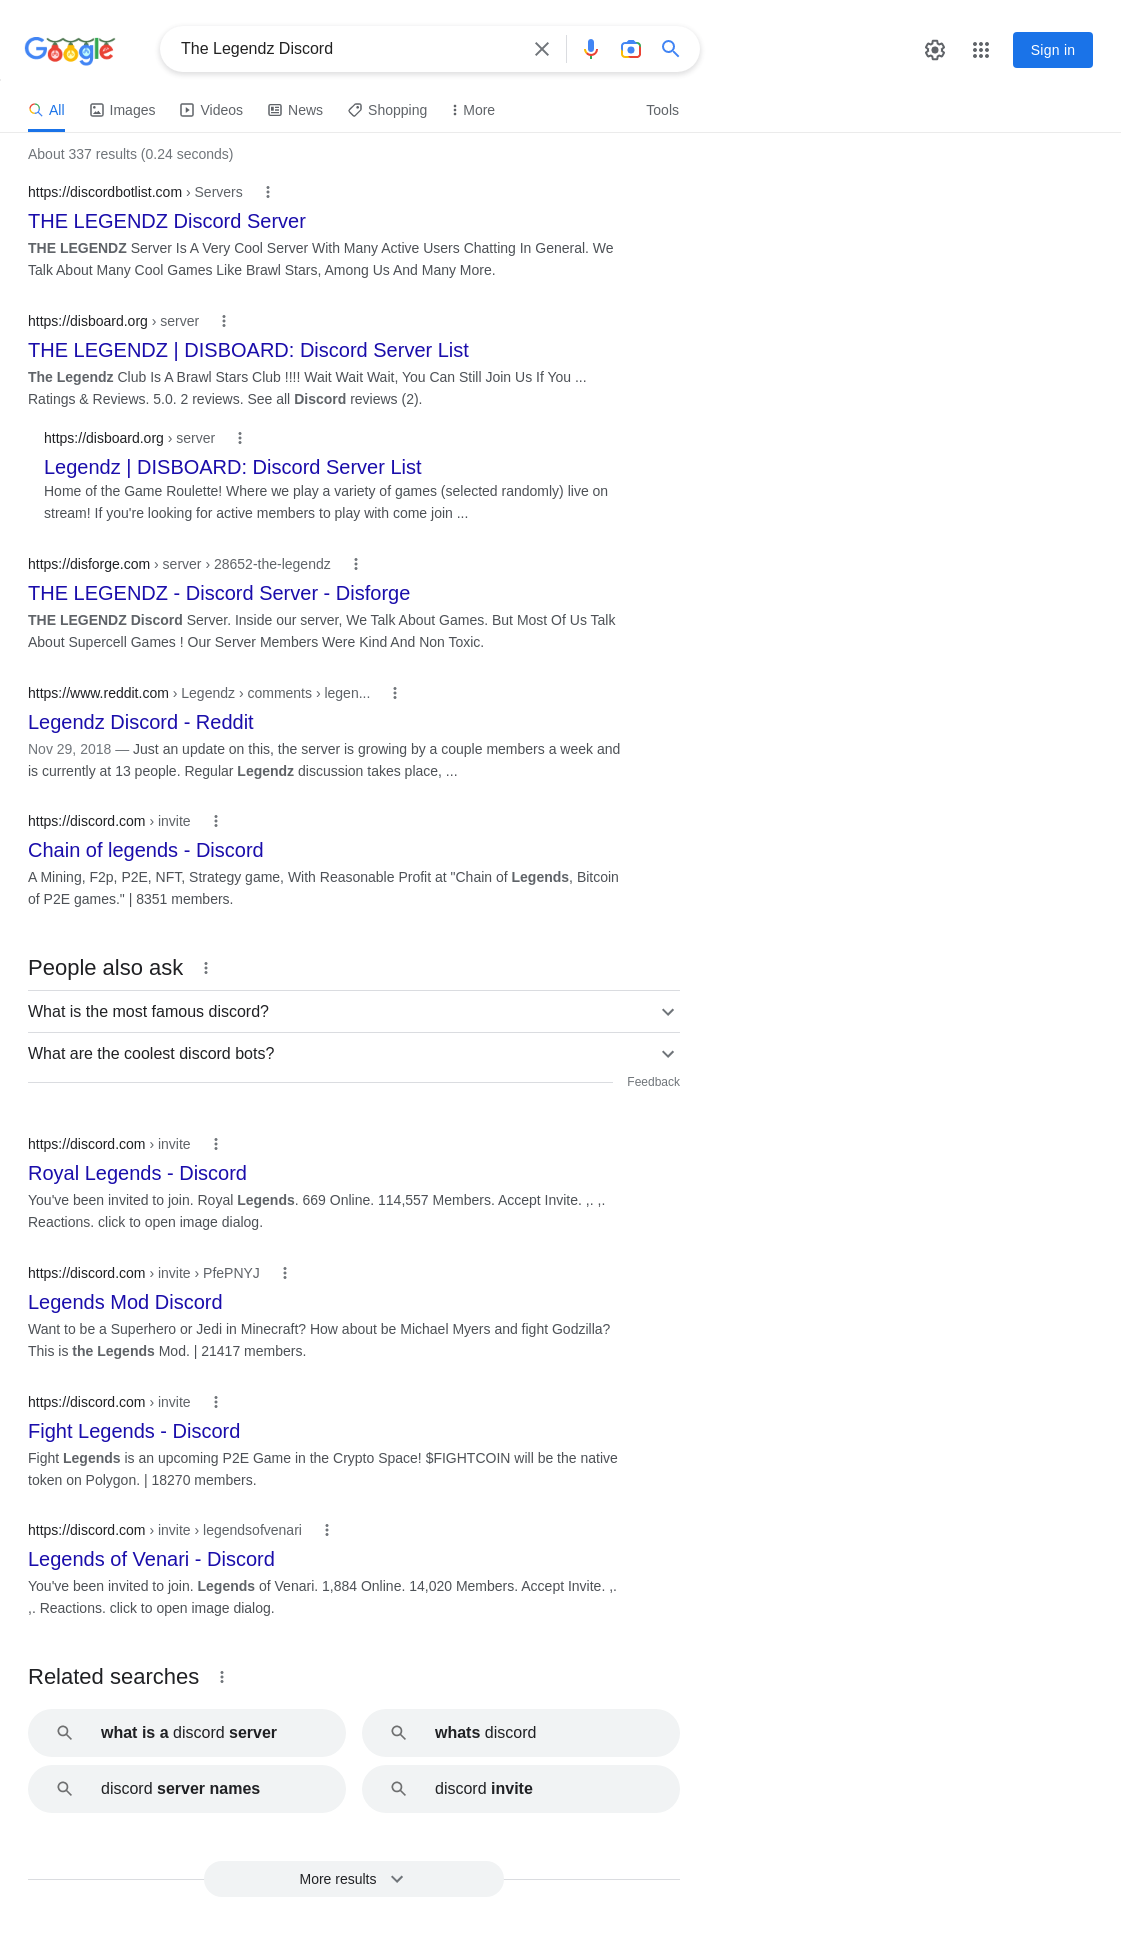 Google
The Legendz Discord
Sign in
All Images Videos News Shopping More Tools
About 337 results (0.24 seconds)
https://discordbotlist.com › Servers
THE LEGENDZ Discord Server
THE LEGENDZ Server Is A Very Cool Server With Many Active Users Chatting In General. We
Talk About Many Cool Games Like Brawl Stars, Among Us And Many More.
https://disboard.org › server
THE LEGENDZ | DISBOARD: Discord Server List
The Legendz Club Is A Brawl Stars Club !!!! Wait Wait Wait, You Can Still Join Us If You ...
Ratings & Reviews. 5.0. 2 reviews. See all Discord reviews (2).
https://disboard.org › server
Legendz | DISBOARD: Discord Server List
Home of the Game Roulette! Where we play a variety of games (selected randomly) live on
stream! If you're looking for active members to play with come join ...
https://disforge.com › server › 28652-the-legendz
THE LEGENDZ - Discord Server - Disforge
THE LEGENDZ Discord Server. Inside our server, We Talk About Games. But Most Of Us Talk
About Supercell Games ! Our Server Members Were Kind And Non Toxic.
https://www.reddit.com › Legendz › comments › legen...
Legendz Discord - Reddit
Nov 29, 2018 — Just an update on this, the server is growing by a couple members a week and
is currently at 13 people. Regular Legendz discussion takes place, ...
https://discord.com › invite
Chain of legends - Discord
A Mining, F2p, P2E, NFT, Strategy game, With Reasonable Profit at "Chain of Legends, Bitcoin
of P2E games." | 8351 members.
People also ask
What is the most famous discord?
What are the coolest discord bots?
Feedback
https://discord.com › invite
Royal Legends - Discord
You've been invited to join. Royal Legends. 669 Online. 114,557 Members. Accept Invite. ,. ,.
Reactions. click to open image dialog.
https://discord.com › invite › PfePNYJ
Legends Mod Discord
Want to be a Superhero or Jedi in Minecraft? How about be Michael Myers and fight Godzilla?
This is the Legends Mod. | 21417 members.
https://discord.com › invite
Fight Legends - Discord
Fight Legends is an upcoming P2E Game in the Crypto Space! $FIGHTCOIN will be the native
token on Polygon. | 18270 members.
https://discord.com › invite › legendsofvenari
Legends of Venari - Discord
You've been invited to join. Legends of Venari. 1,884 Online. 14,020 Members. Accept Invite. ,.
,. Reactions. click to open image dialog.
Related searches
what is a discord server
whats discord
discord server names
discord invite
More results